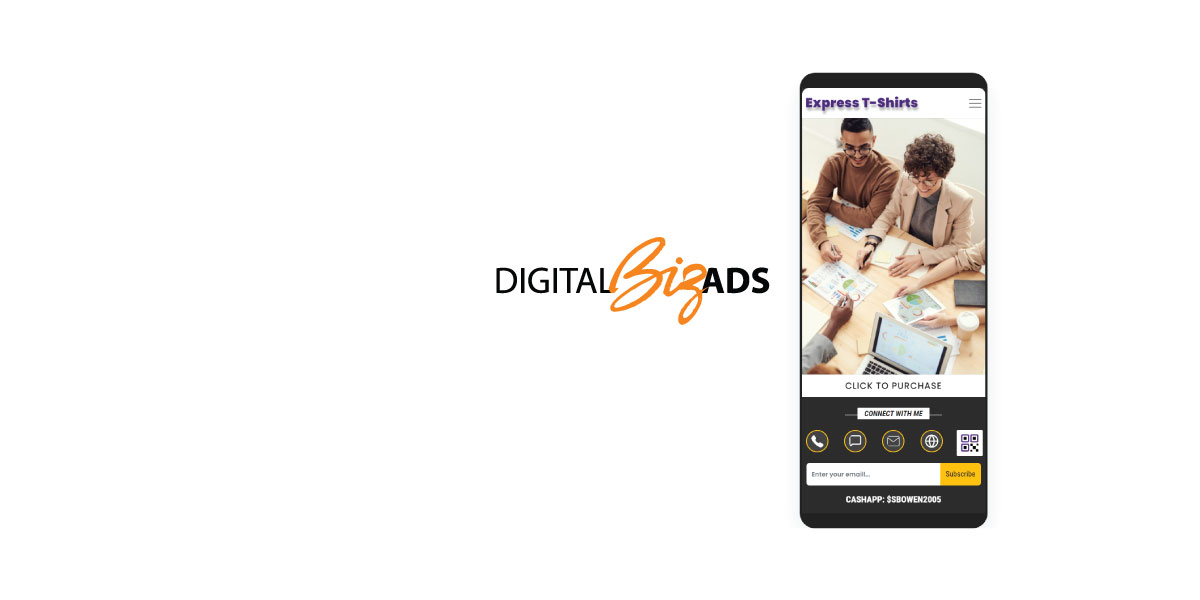 DIGITAL Biz ADS
Express T-Shirts
CLICK TO PURCHASE
CONNECT WITH ME
Enter your email...
Subscribe
CASHAPP: $SBOWEN2005